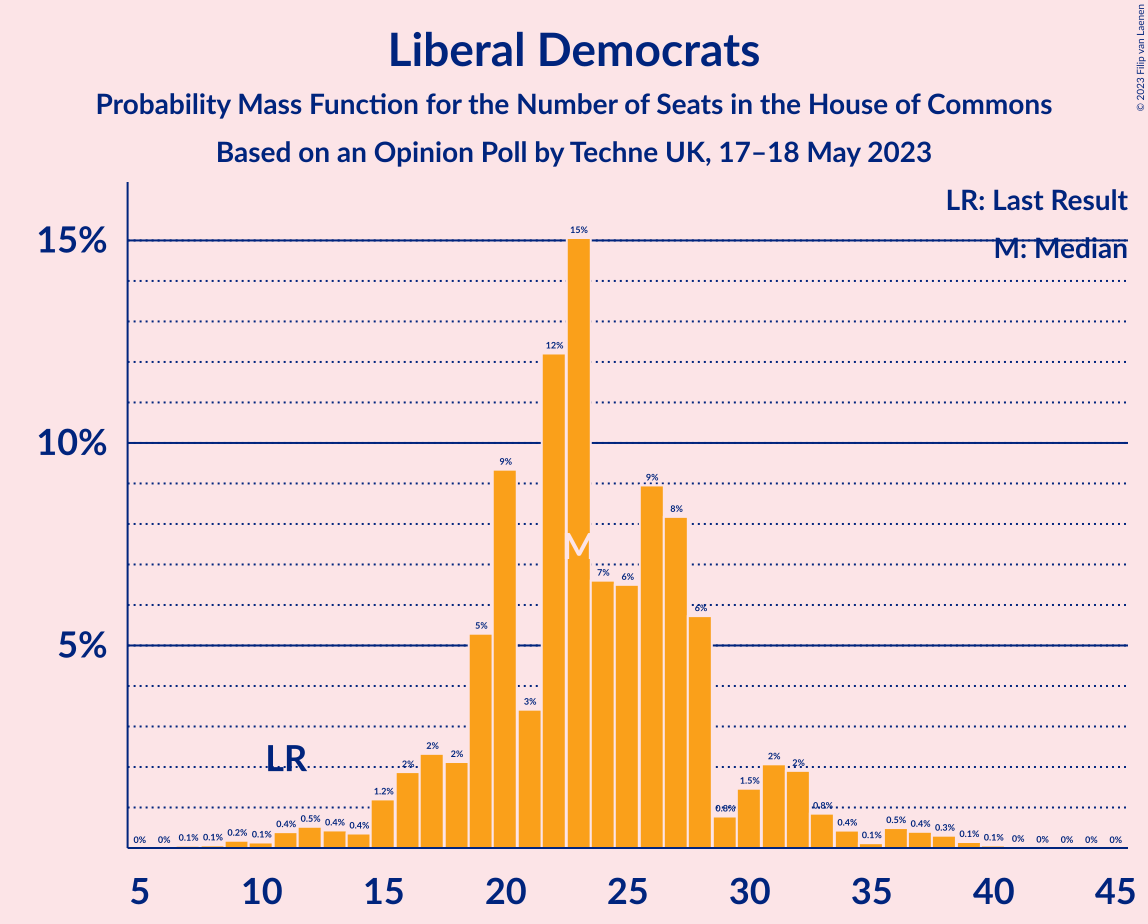 Liberal Democrats
Probability Mass Function for the Number of Seats in the House of Commons
Based on an Opinion Poll by Techne UK, 17–18 May 2023
© 2023 Filip van Laenen
LR: Last Result
M: Median
15%
10%
5%
LR
M
0% 0% 0.1% 0.1% 0.2% 0.1% 0.4% 0.5% 0.4% 0.4% 1.2% 2% 2% 2% 5% 9% 3% 12% 15% 7% 6% 9% 8% 6% 0.8% 1.5% 2% 2% 0.8% 0.4% 0.1% 0.5% 0.4% 0.3% 0.1% 0.1% 0% 0% 0% 0% 0%
5 10 15 20 25 30 35 40 45